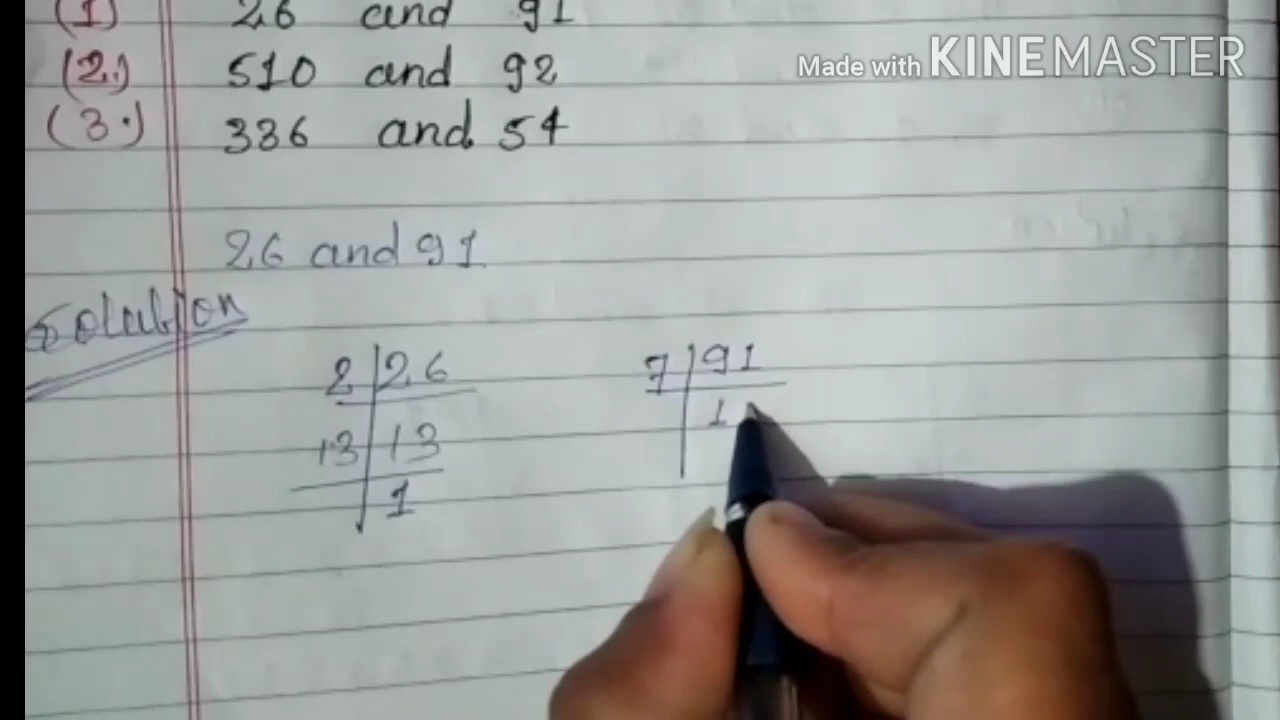 (1) 26 and 91
Made with KINEMASTER
(2.) 510 and 92
(3.) 336 and 54
26 and 91
Solution
2 26 7 91
13 13 1
1